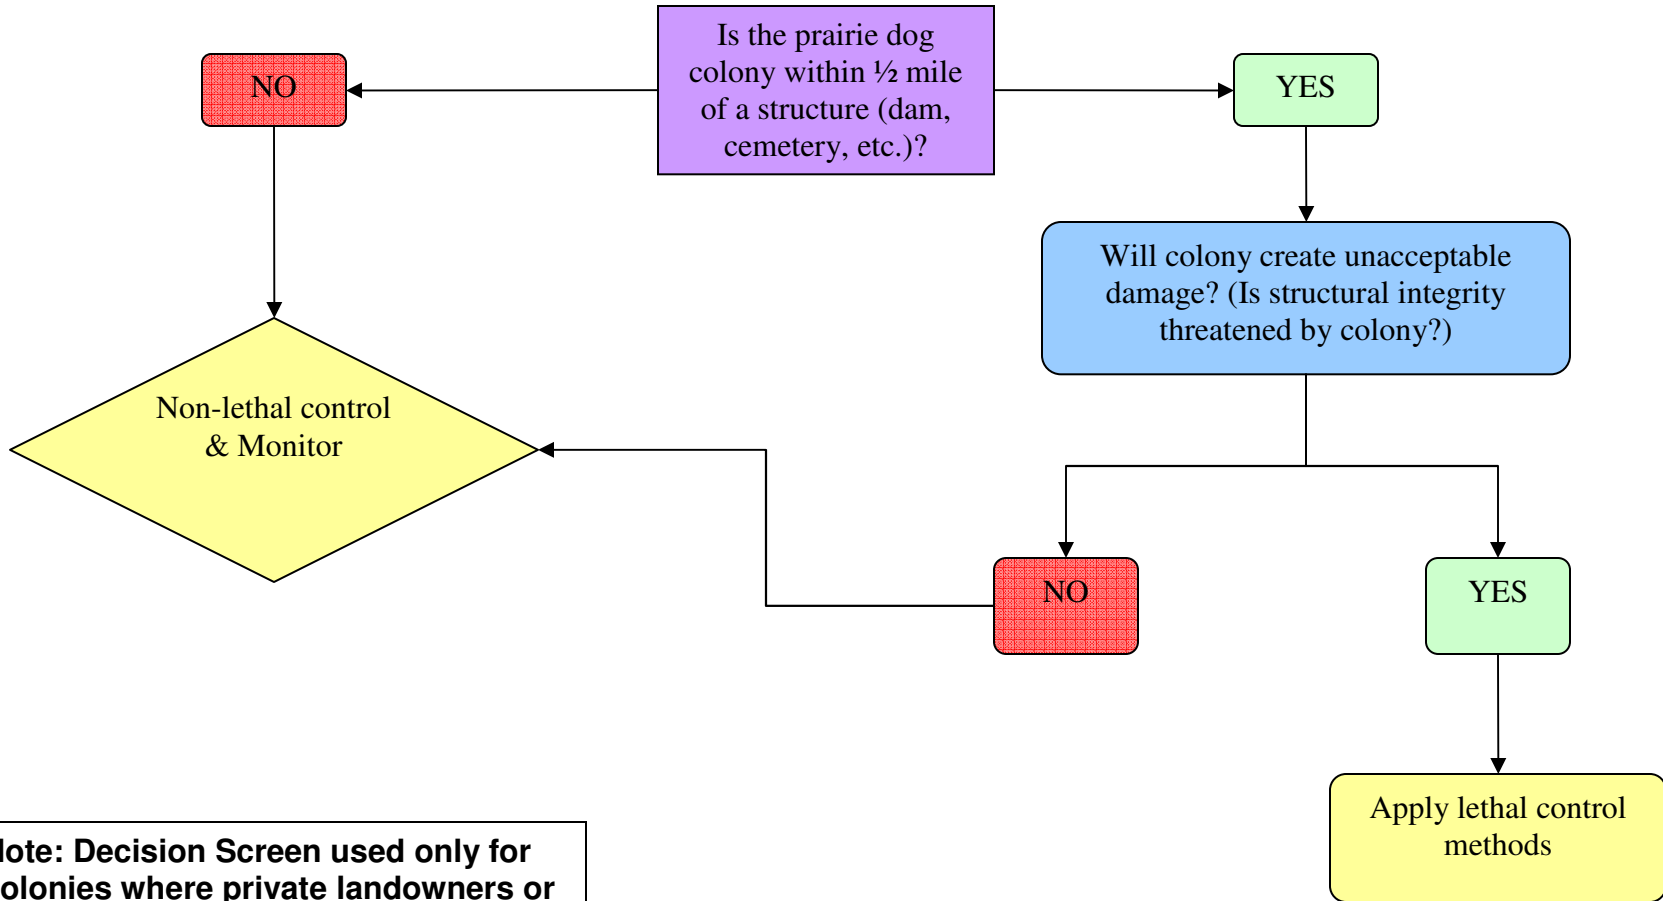 Is the prairie dog
colony within ½ mile
of a structure (dam,
cemetery, etc.)?
NO
YES
Will colony create unacceptable
damage? (Is structural integrity
threatened by colony?)
Non-lethal control
& Monitor
NO
YES
Apply lethal control
methods
lote: Decision Screen used only for
olonies where private landowners or